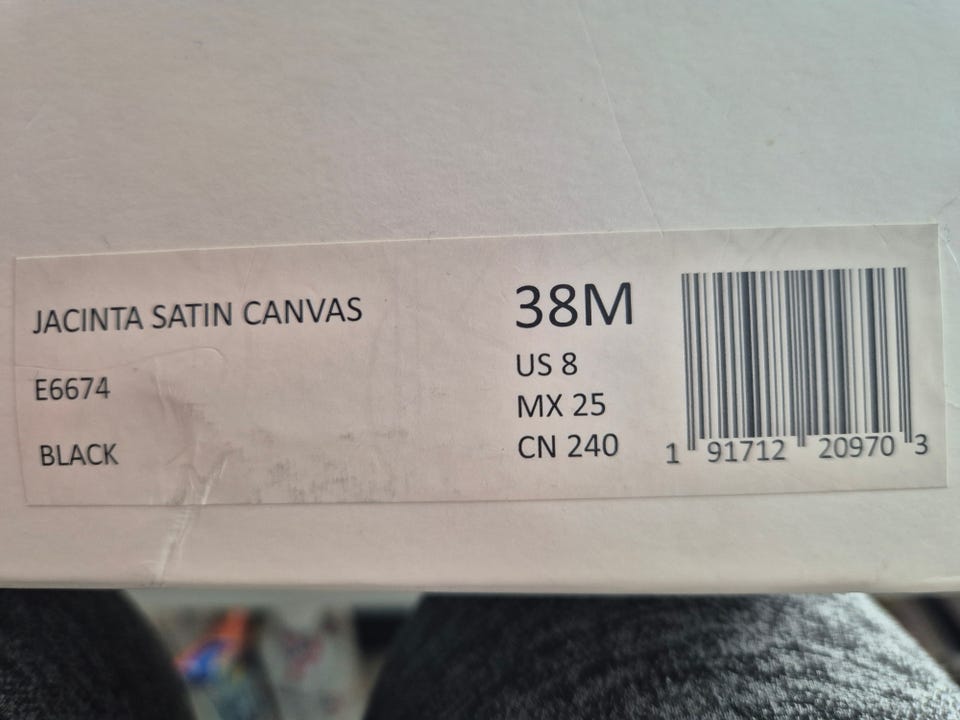 JACINTA SATIN CANVAS
E6674
BLACK
38M
US 8
MX 25
CN 240
1 91712 20970 3